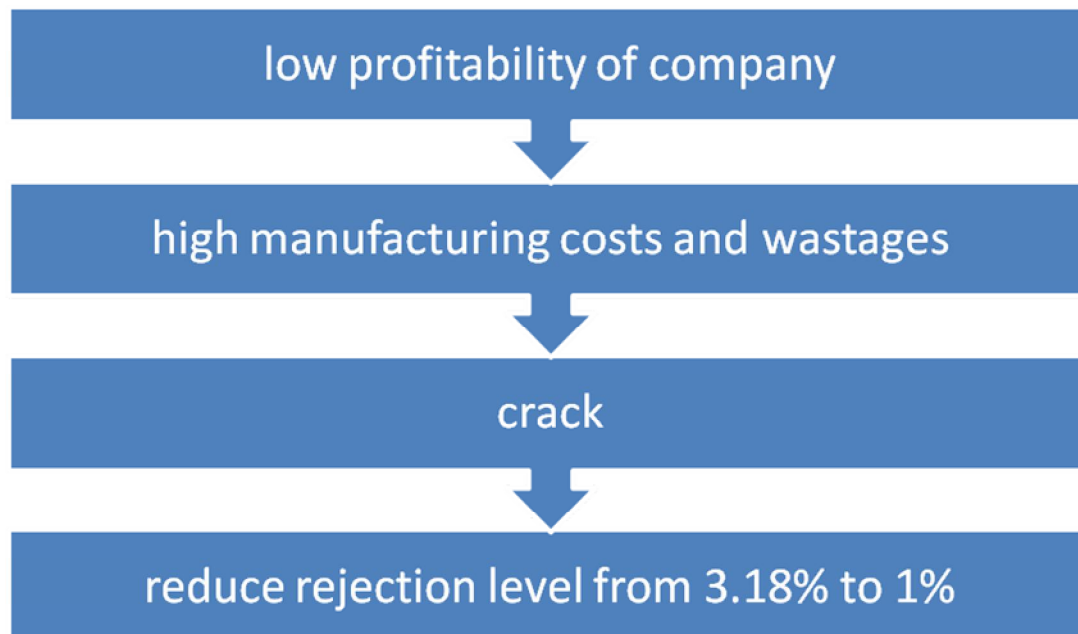 low profitability of company
high manufacturing costs and wastages
crack
reduce rejection level from 3.18% to 1%